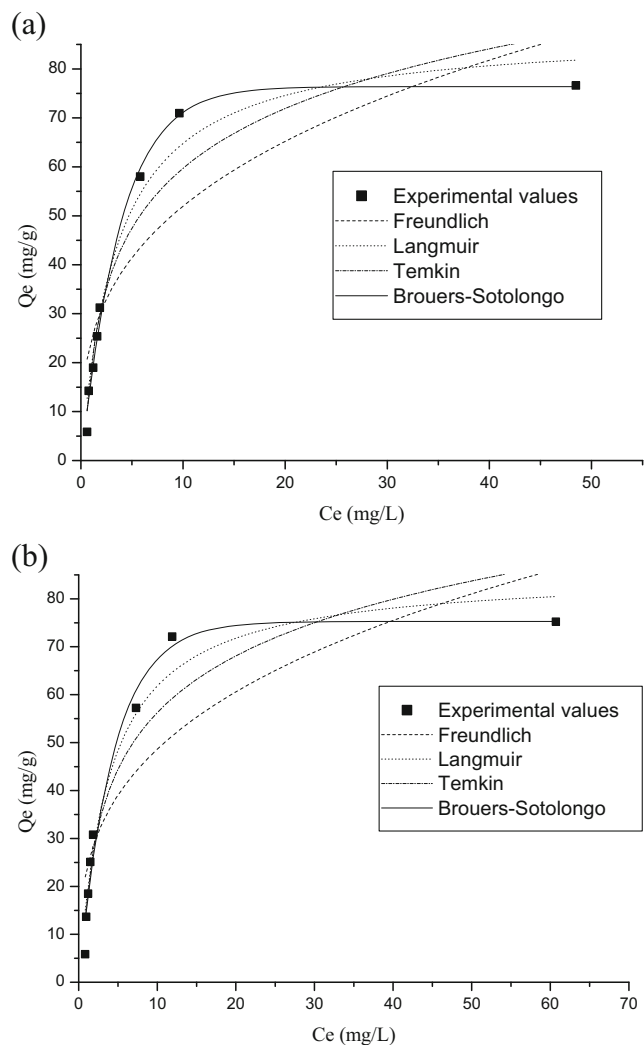 (a)
80
70
60
50
40
30
20
10
0
Qe (mg/g)
Experimental values
Freundlich
Langmuir
Temkin
Brouers-Sotolongo
0 10 20 30 40 50
Ce (mg/L)
(b)
80
70
60
50
40
30
20
10
0
Qe (mg/g)
Experimental values
Freundlich
Langmuir
Temkin
Brouers-Sotolongo
0 10 20 30 40 50 60 70
Ce (mg/L)